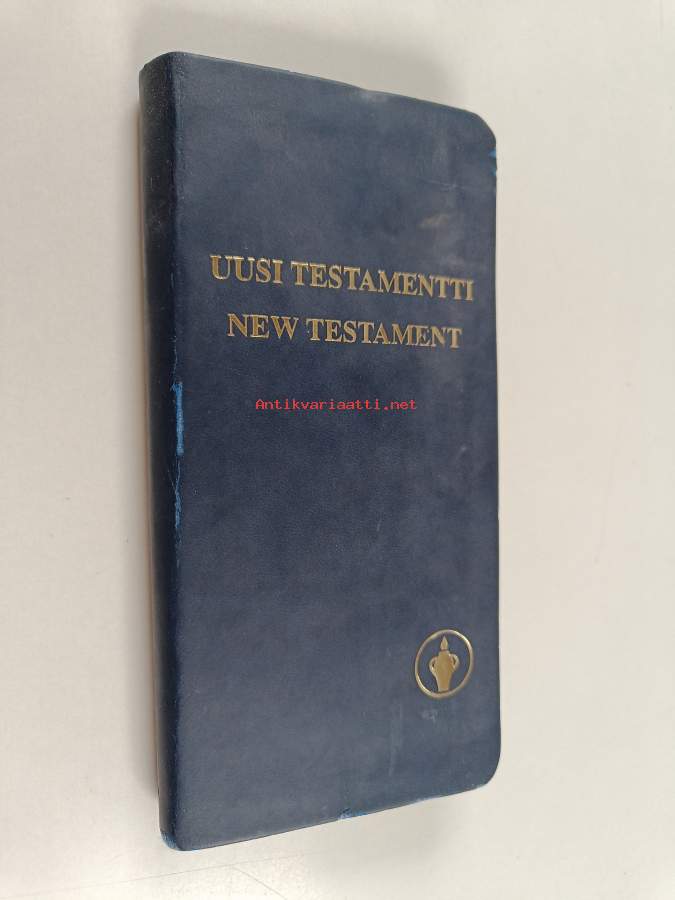 UUSI TESTAMENTTI
NEW TESTAMENT
Antikvariaatti.net